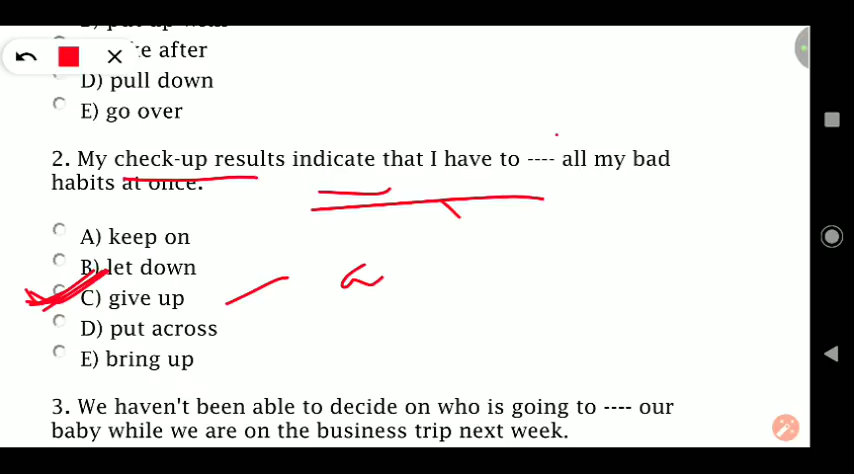 after
D) pull down
E) go over
2. My check-up results indicate that I have to ---- all my bad
habits at once.
A) keep on
B) let down
C) give up
D) put across
E) bring up
3. We haven't been able to decide on who is going to ---- our
baby while we are on the business trip next week.